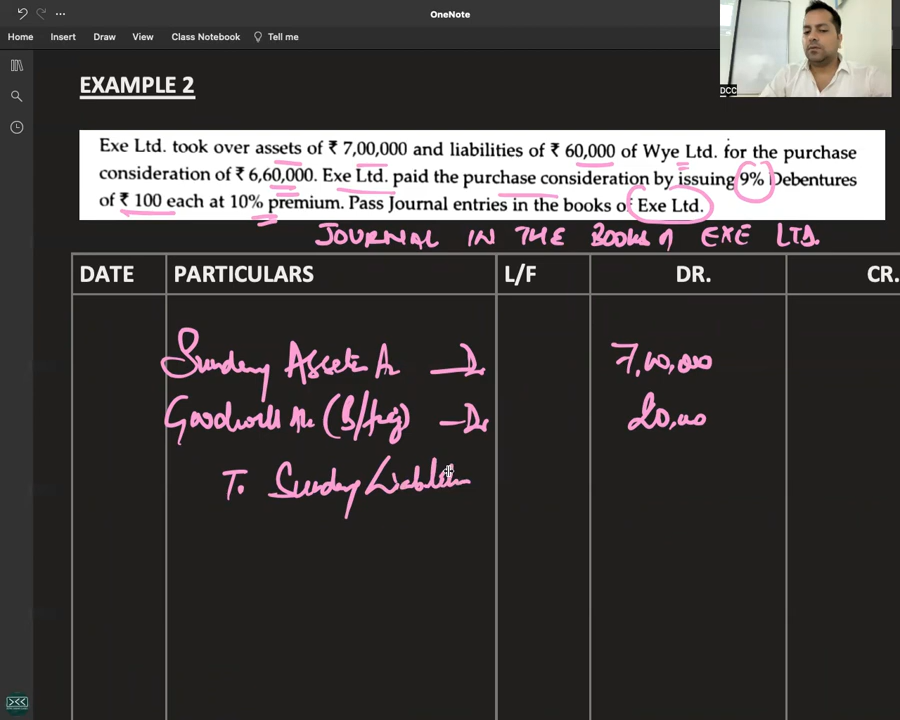 OneNote
Home Insert Draw View Class Notebook Tell me
DCC
EXAMPLE 2
Exe Ltd. took over assets of ₹ 7,00,000 and liabilities of ₹ 60,000 of Wye Ltd. for the purchase
consideration of ₹ 6,60,000. Exe Ltd. paid the purchase consideration by issuing 9% Debentures
of ₹ 100 each at 10% premium. Pass Journal entries in the books of Exe Ltd.
JOURNAL IN THE BOOKS OF EXE LTD.
DATE PARTICULARS L/F DR. CR.
Sundry Assets A/c — Dr 7,00,000
Goodwill A/c (B/fig) — Dr 20,000
To Sundry Liabilities